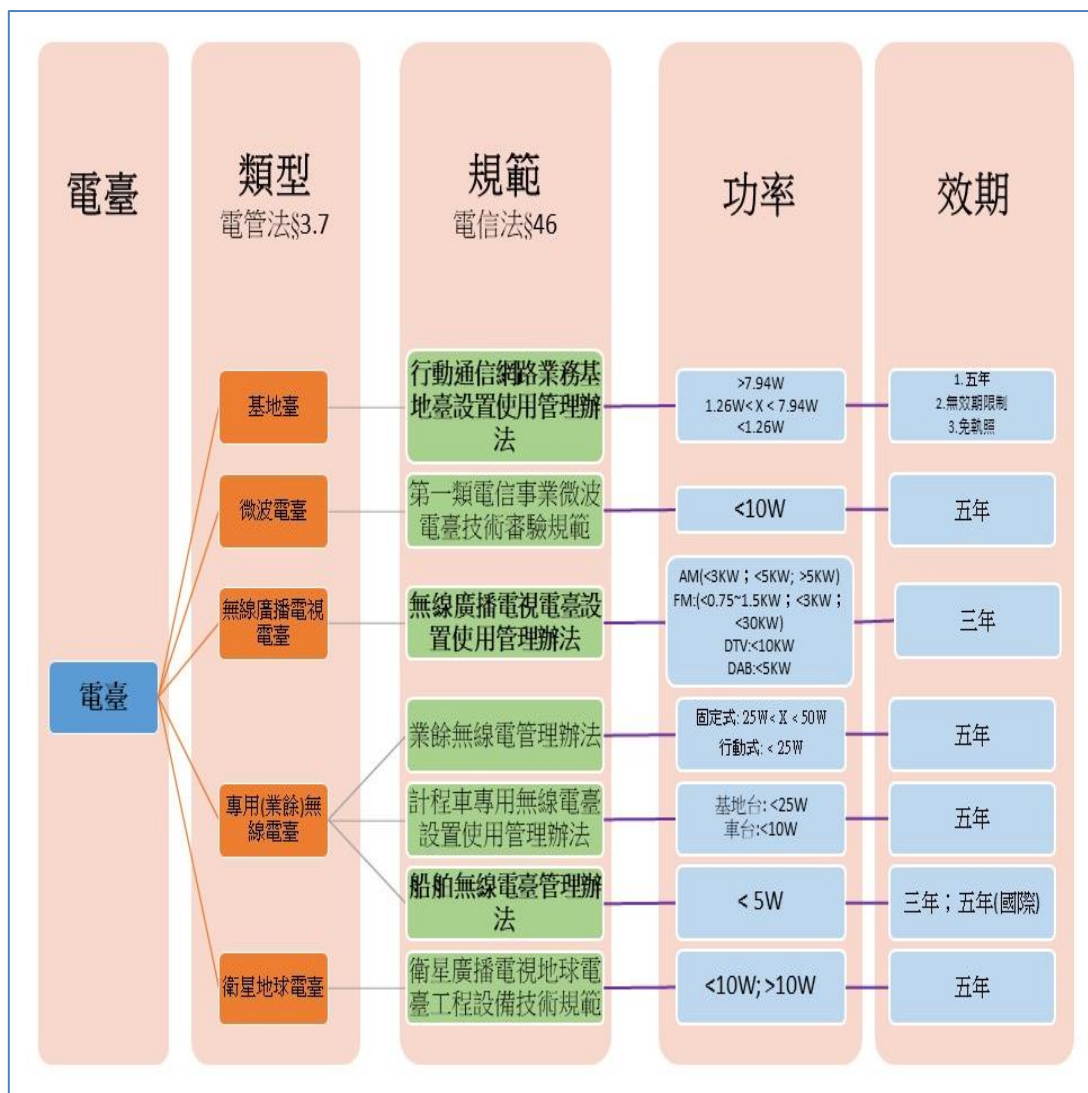 電臺
類型
電管法§3.7
規範
電信法§46
功率
效期
電臺
基地臺
行動通信網路業務基
地臺設置使用管理辦
法
>7.94W
1.26W< X < 7.94W
<1.26W
1.五年
2.無效期限制
3.免執照
微波電臺
第一類電信事業微波
電臺技術審驗規範
<10W
五年
無線廣播電視
電臺
無線廣播電視電臺設
置使用管理辦法
AM(<3KW；<5KW; >5KW)
FM:(<0.75~1.5KW；<3KW；
<30KW)
DTV:<10KW
DAB:<5KW
三年
專用(業餘)無
線電臺
業餘無線電管理辦法
固定式: 25W < X < 50W
行動式: < 25W
五年
計程車專用無線電臺
設置使用管理辦法
基地台: <25W
車台:<10W
五年
船舶無線電臺管理辦
法
< 5W
三年；五年(國際)
衛星地球電臺
衛星廣播電視地球電
臺工程設備技術規範
<10W; >10W
五年